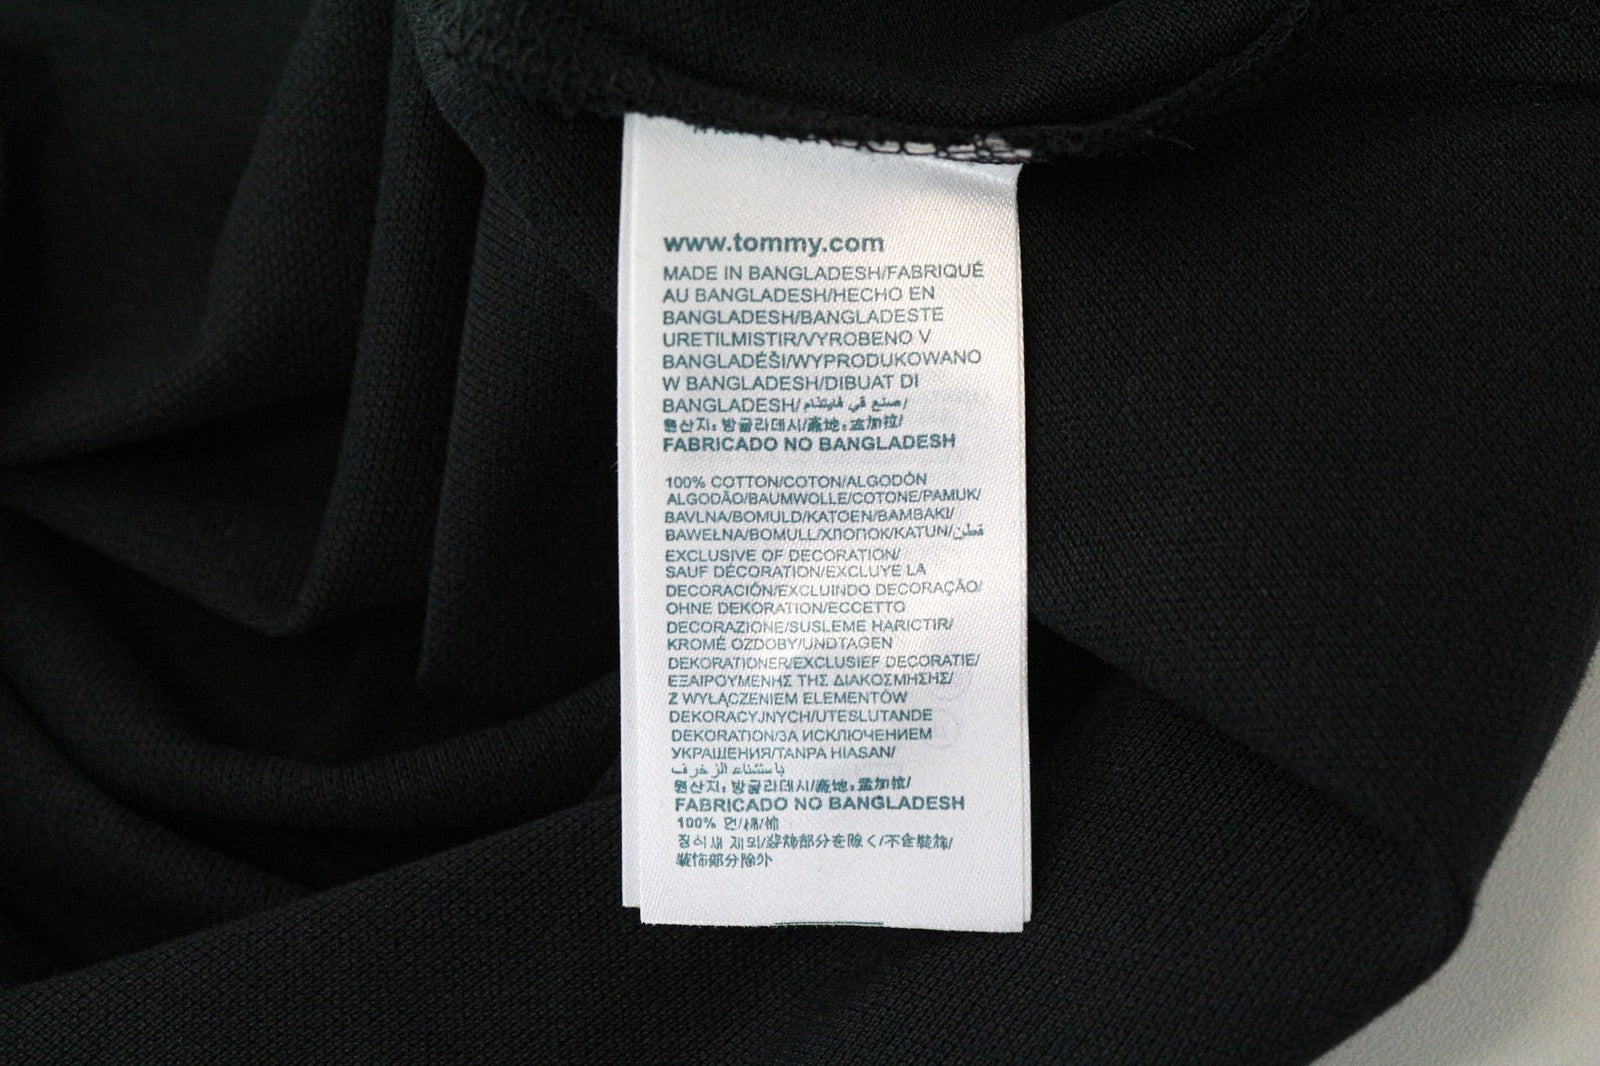 www.tommy.com
MADE IN BANGLADESH/FABRIQUÉ
AU BANGLADESH/HECHO EN
BANGLADESH/BANGLADESTE
URETILMISTIR/VYROBENO V
BANGLADÉŠI/WYPRODUKOWANO
W BANGLADESH/DIBUAT DI
BANGLADESH/ صنع في
원산지: 방글라데시/產地: 孟加拉/
FABRICADO NO BANGLADESH
100% COTTON/COTON/ALGODÓN
ALGODÃO/BAUMWOLLE/COTONE/PAMUK/
BAVLNA/BOMULD/KATOEN/BAMBAKI/
BAWEŁNA/BOMULL/ХЛОПОК/KATUN/قطن
EXCLUSIVE OF DECORATION/
SAUF DÉCORATION/EXCLUYE LA
DECORACIÓN/EXCLUINDO DECORAÇÃO/
OHNE DEKORATION/ECCETTO
DECORAZIONE/SUSLEME HARICTIR/
KROMÉ OZDOBY/UNDTAGEN
DEKORATIONER/EXCLUSIEF DECORATIE/
ΕΞΑΙΡΟΥΜΕΝΗΣ ΤΗΣ ΔΙΑΚΟΣΜΗΣΗΣ/
Z WYŁĄCZENIEM ELEMENTÓW
DEKORACYJNYCH/UTESLUTANDE
DEKORATION/ЗА ИСКЛЮЧЕНИЕМ
УКРАШЕНИЯ/TANPA HIASAN/
باستثناء الزخرف
원산지: 방글라데시/產地: 孟加拉/
FABRICADO NO BANGLADESH
100% 면/棉/棉
장식새 제외/装飾部分を除く/不含裝飾/
装饰部分除外